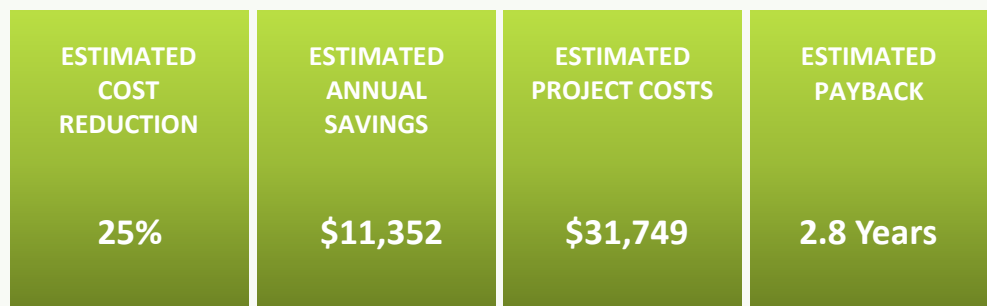 ESTIMATED
COST
REDUCTION
25%
ESTIMATED
ANNUAL
SAVINGS
$11,352
ESTIMATED
PROJECT COSTS
$31,749
ESTIMATED
PAYBACK
2.8 Years